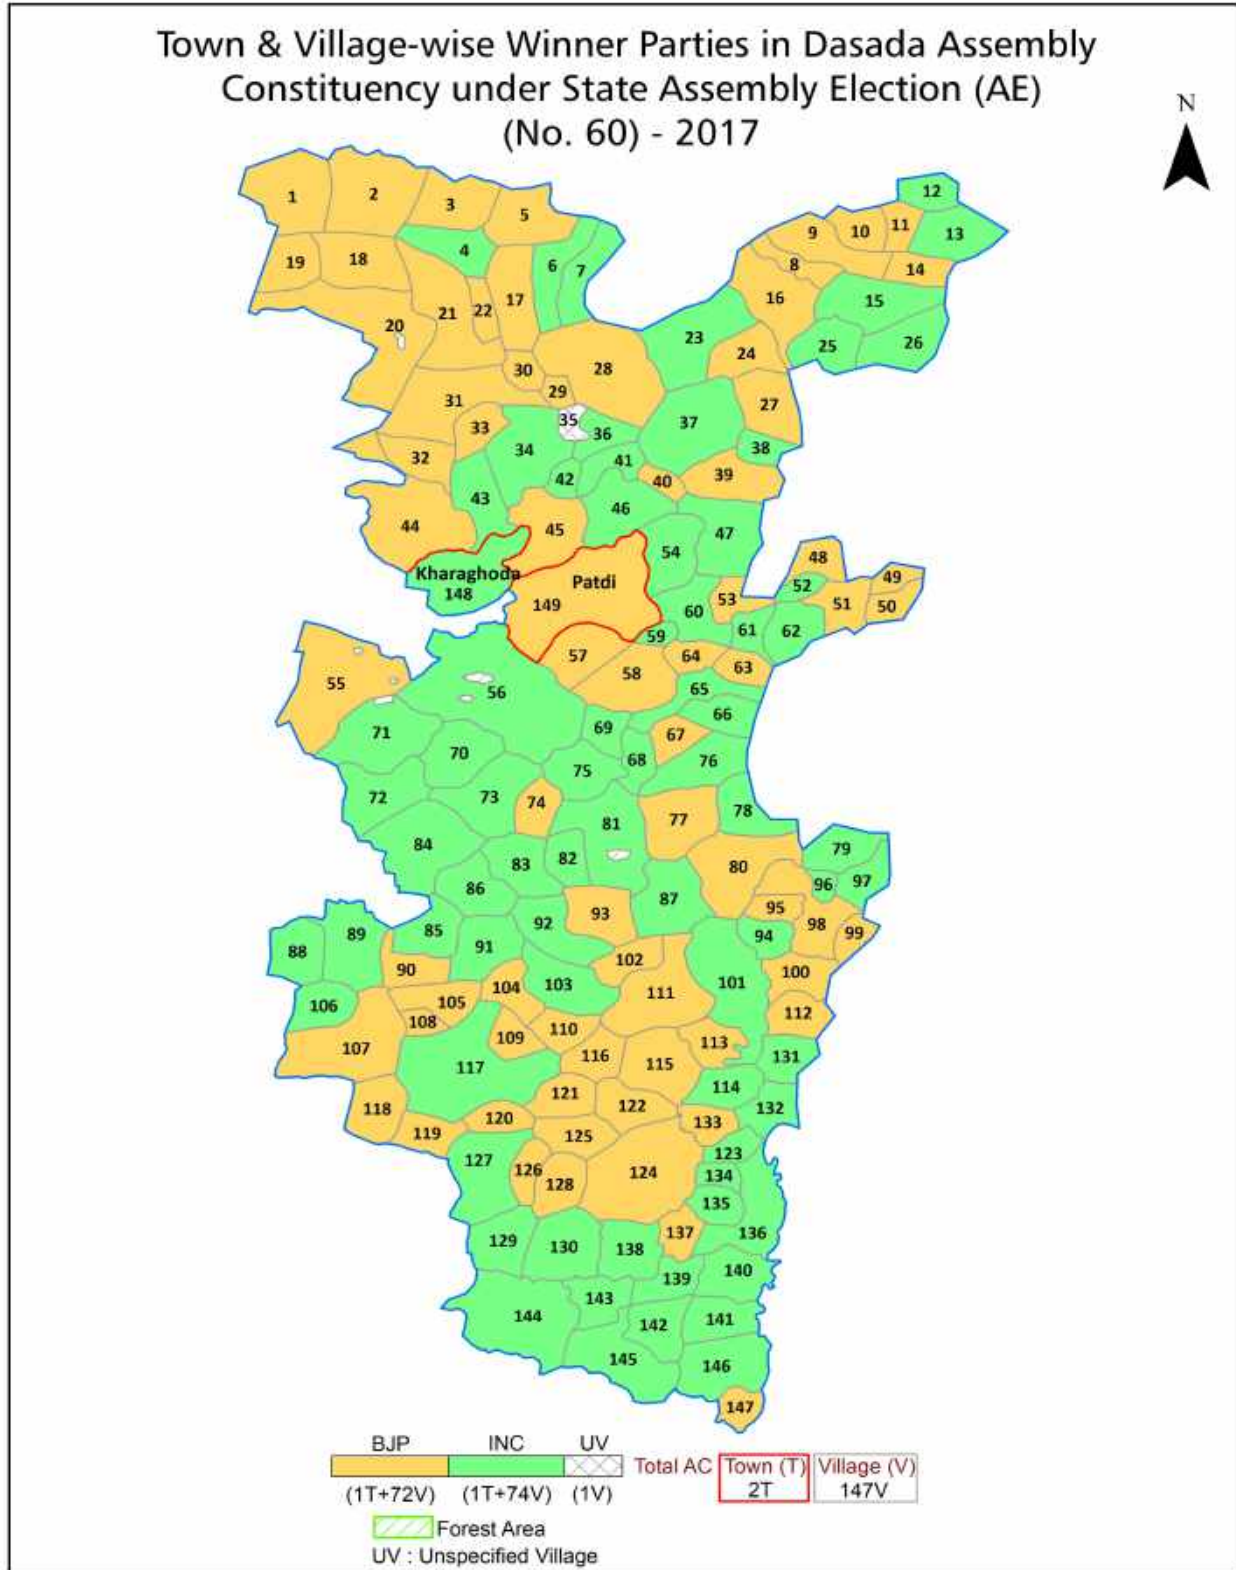 Town & Village-wise Winner Parties in Dasada Assembly
Constituency under State Assembly Election (AE)
(No. 60) - 2017
N
12
1 2 3 5 9 10 11 13
4 8 14
19 18 6 7 16 15
20 21 22 17 23 24 25 26
30 28
31 29 27
33 35 36 37
34 41 38
32 42 40 39
43 46
44 45 47
54 48
Kharaghoda Patdi 52 49
148 149 53 51 50
60 61 62
59
57 64 63
55 58
56 65
66
71 69 67
70 68 76
75
72 73 74
81 77 78
84 79
83 82 80
86 96 97
87
93 95
89 85 92 98 99
88 91 94
90 102 100
104 103 101
106 105 111
108 110 112
109 113
107 116 115 131
117
121 114
118 122 132
120 133
119 125
127 123
126 128 124 134
135
137 136
129 130 138
139 140
143
144 142 141
145 146
147
BJP INC UV
Total AC Town (T) Village (V)
2T 147V
(1T+72V) (1T+74V) (1V)
Forest Area
UV : Unspecified Village